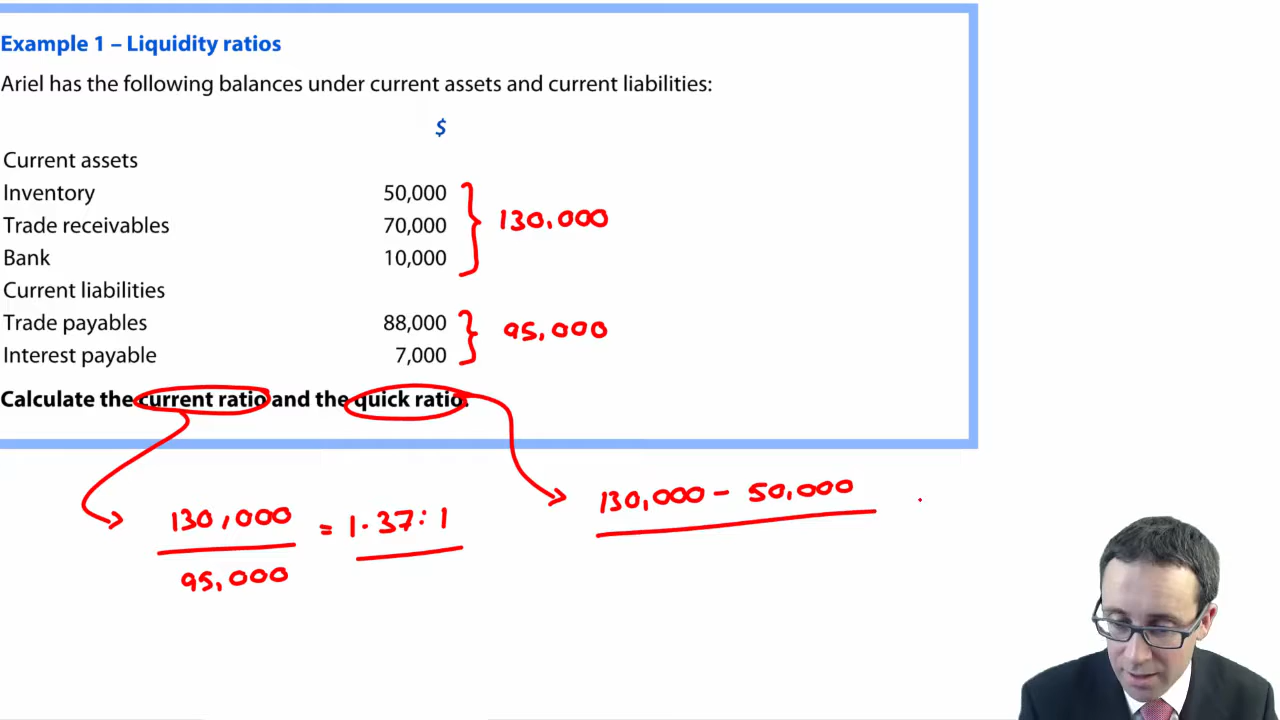 Example 1 – Liquidity ratios
Ariel has the following balances under current assets and current liabilities:
$
Current assets
Inventory 50,000
Trade receivables 70,000
Bank 10,000
130,000
Current liabilities
Trade payables 88,000
Interest payable 7,000
95,000
Calculate the current ratio and the quick ratio.
130,000
95,000
= 1.37:1
130,000 - 50,000